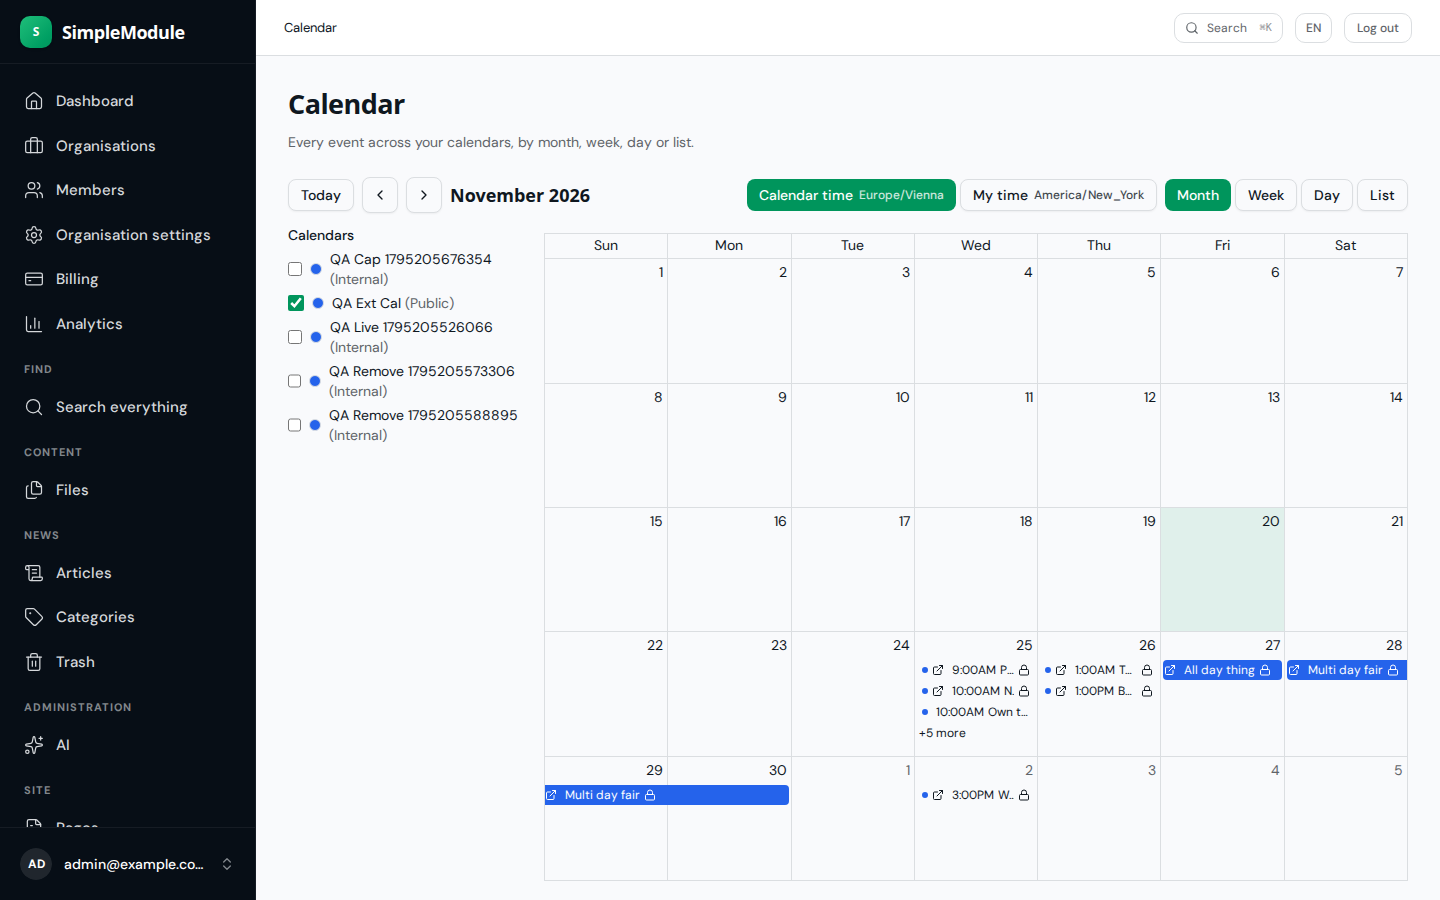 S
SimpleModule
Dashboard
Organisations
Members
Organisation settings
Billing
Analytics
FIND
Search everything
CONTENT
Files
NEWS
Articles
Categories
Trash
ADMINISTRATION
AI
SITE
Pages
AD
admin@example.co...
Calendar
Search ⌘K
EN
Log out
Calendar
Every event across your calendars, by month, week, day or list.
Today
November 2026
Calendar time Europe/Vienna
My time America/New_York
Month
Week
Day
List
Calendars
QA Cap 1795205676354
(Internal)
QA Ext Cal (Public)
QA Live 1795205526066
(Internal)
QA Remove 1795205573306
(Internal)
QA Remove 1795205588895
(Internal)
Sun Mon Tue Wed Thu Fri Sat
1 2 3 4 5 6 7
8 9 10 11 12 13 14
15 16 17 18 19 20 21
22 23 24 25 26 27 28
9:00AM P...
10:00AM N.
10:00AM Own t...
+5 more
1:00AM T...
1:00PM B...
All day thing
Multi day fair
29 30 1 2 3 4 5
Multi day fair
3:00PM W..